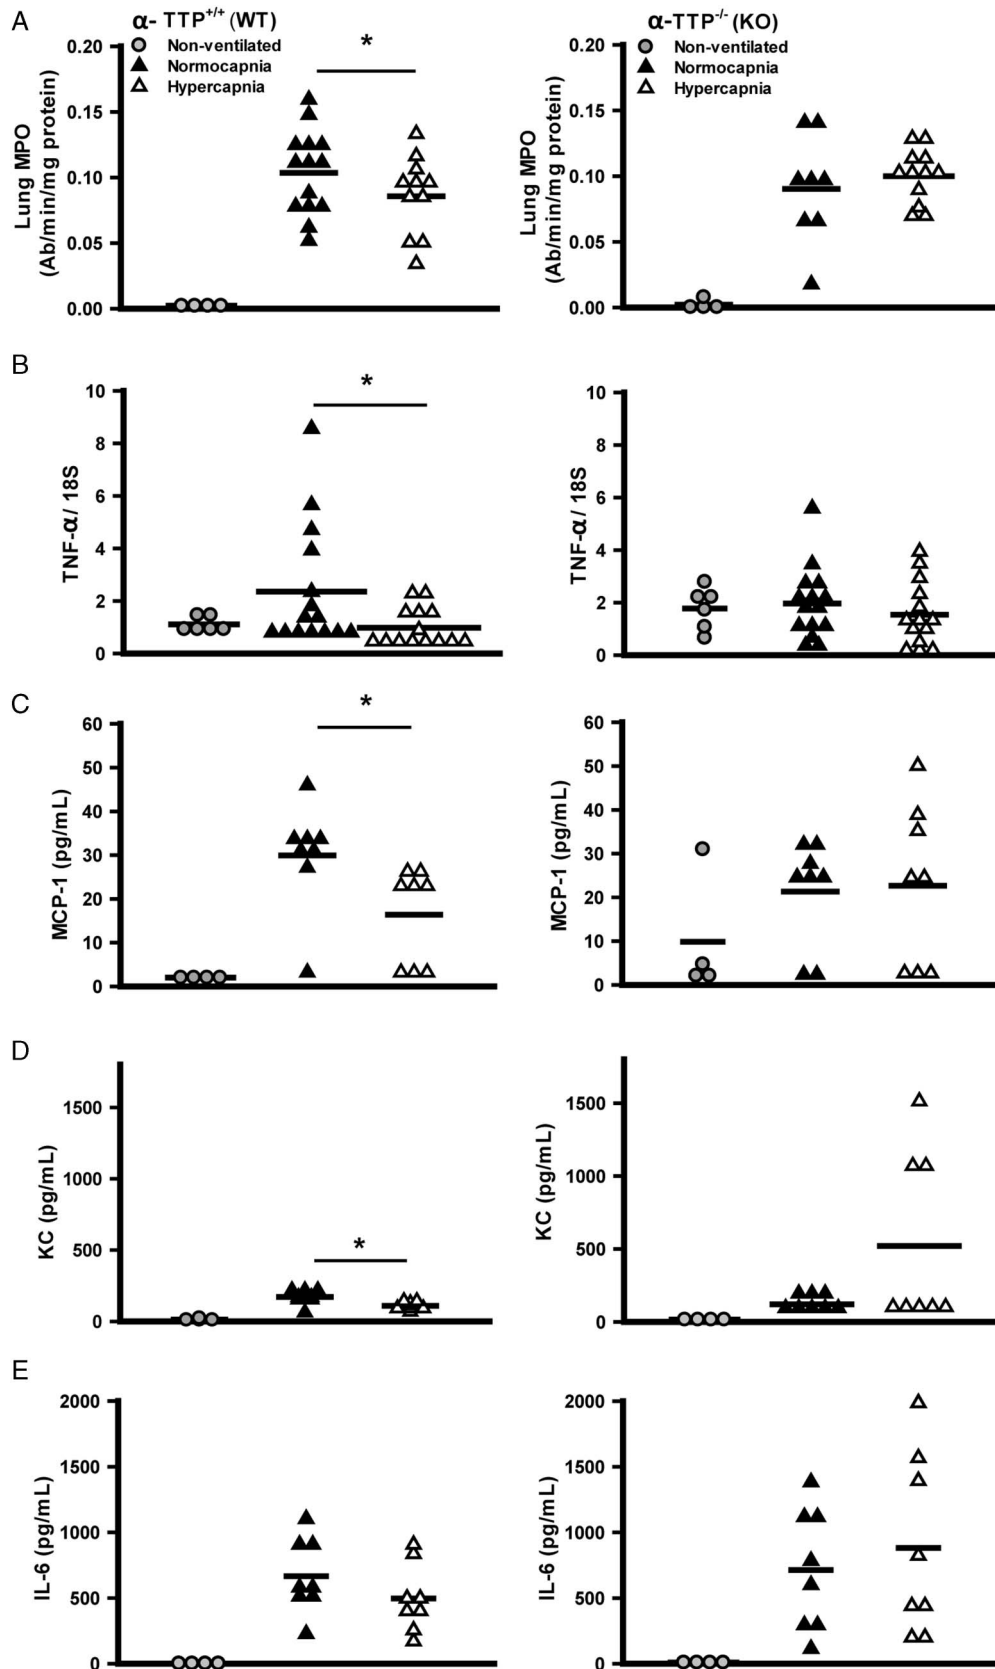 A
α- TTP+/+ (WT)
Non-ventilated
Normocapnia
Hypercapnia
*
Lung MPO
(Ab/min/mg protein)
0.20
0.15
0.10
0.05
0.00
α-TTP-/- (KO)
Non-ventilated
Normocapnia
Hypercapnia
Lung MPO
(Ab/min/mg protein)
0.20
0.15
0.10
0.05
0.00
B
*
TNF-α/ 18S
10
8
6
4
2
0
TNF-α/ 18S
10
8
6
4
2
0
C
*
MCP-1 (pg/mL)
60
50
40
30
20
10
0
MCP-1 (pg/mL)
60
50
40
30
20
10
0
D
*
KC (pg/mL)
1500
1000
500
0
KC (pg/mL)
1500
1000
500
0
E
IL-6 (pg/mL)
2000
1500
1000
500
0
IL-6 (pg/mL)
2000
1500
1000
500
0